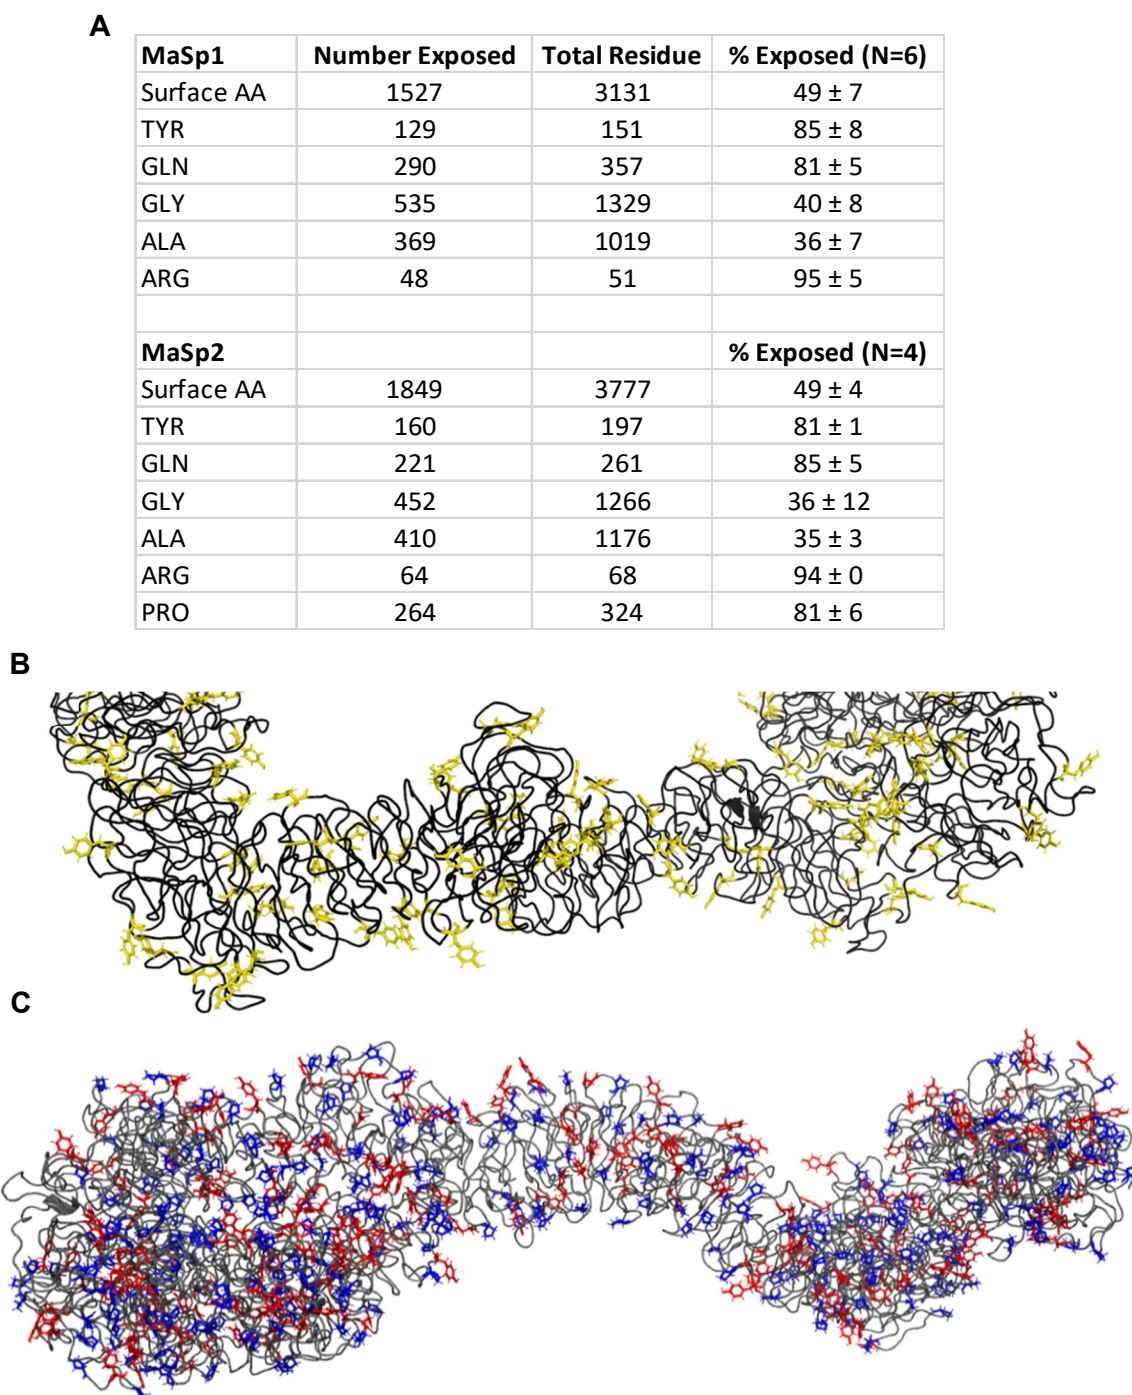 A
MaSp1 Number Exposed Total Residue % Exposed (N=6)
Surface AA 1527 3131 49 ± 7
TYR 129 151 85 ± 8
GLN 290 357 81 ± 5
GLY 535 1329 40 ± 8
ALA 369 1019 36 ± 7
ARG 48 51 95 ± 5
MaSp2 % Exposed (N=4)
Surface AA 1849 3777 49 ± 4
TYR 160 197 81 ± 1
GLN 221 261 85 ± 5
GLY 452 1266 36 ± 12
ALA 410 1176 35 ± 3
ARG 64 68 94 ± 0
PRO 264 324 81 ± 6
B
C